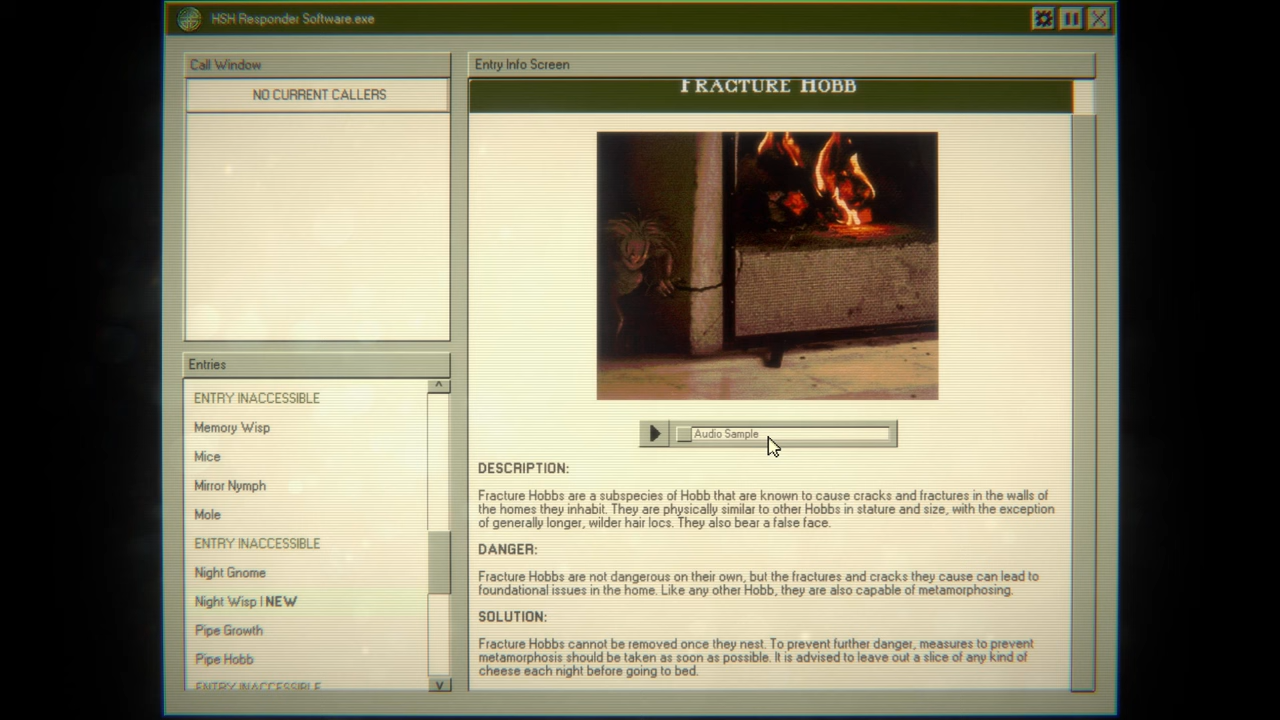 HSH Responder Software.exe
Call Window
NO CURRENT CALLERS
Entries
ENTRY INACCESSIBLE
Memory Wisp
Mice
Mirror Nymph
Mole
ENTRY INACCESSIBLE
Night Gnome
Night Wisp | NEW
Pipe Growth
Pipe Hobb
ENTRY INACCESSIBLE
Entry Info Screen
FRACTURE HOBB
Audio Sample
DESCRIPTION:
Fracture Hobbs are a subspecies of Hobb that are known to cause cracks and fractures in the walls of
the homes they inhabit. They are physically similar to other Hobbs in stature and size, with the exception
of generally longer, wilder hair locs. They also bear a false face.
DANGER:
Fracture Hobbs are not dangerous on their own, but the fractures and cracks they cause can lead to
foundational issues in the home. Like any other Hobb, they are also capable of metamorphosing.
SOLUTION:
Fracture Hobbs cannot be removed once they nest. To prevent further danger, measures to prevent
metamorphosis should be taken as soon as possible. It is advised to leave out a slice of any kind of
cheese each night before going to bed.